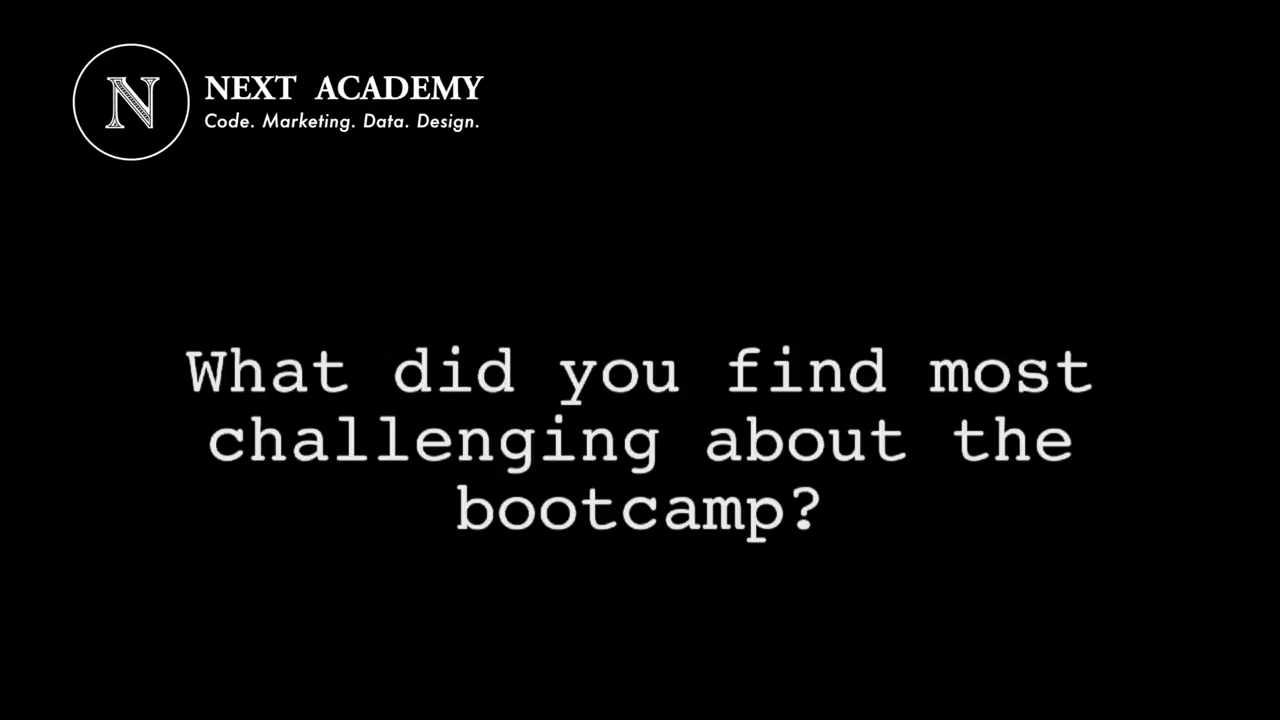 N
NEXT ACADEMY
Code. Marketing. Data. Design.
What did you find most
challenging about the
bootcamp?